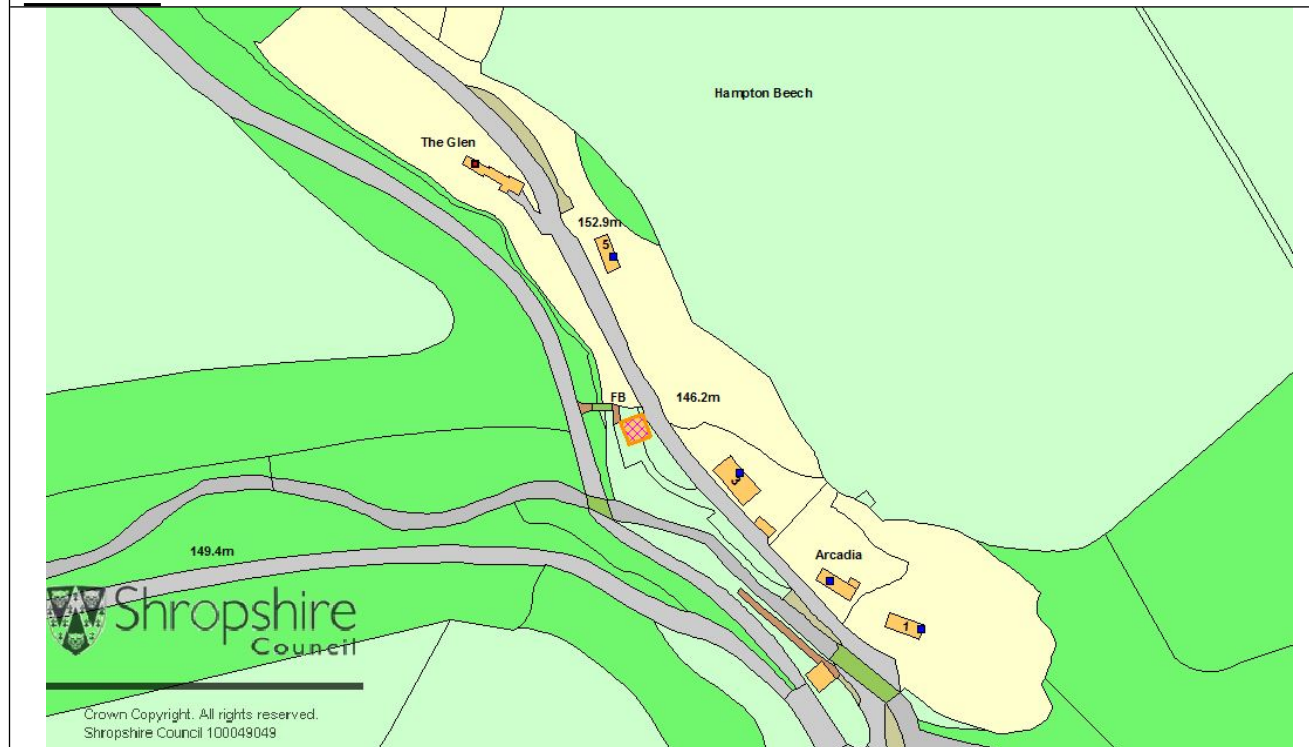 Hampton Beech
The Glen
152.9m
5
FB
146.2m
3
149.4m
Arcadia
1
Shropshire
Council
Crown Copyright. All rights reserved.
Shropshire Council 100049049